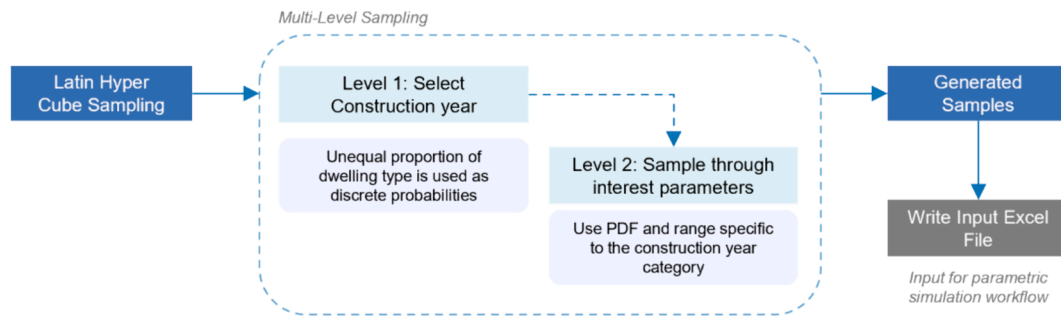 Multi-Level Sampling
Latin Hyper
Cube Sampling
Level 1: Select
Construction year
Unequal proportion of
dwelling type is used as
discrete probabilities
Level 2: Sample through
interest parameters
Use PDF and range specific
to the construction year
category
Generated
Samples
Write Input Excel
File
Input for parametric
simulation workflow